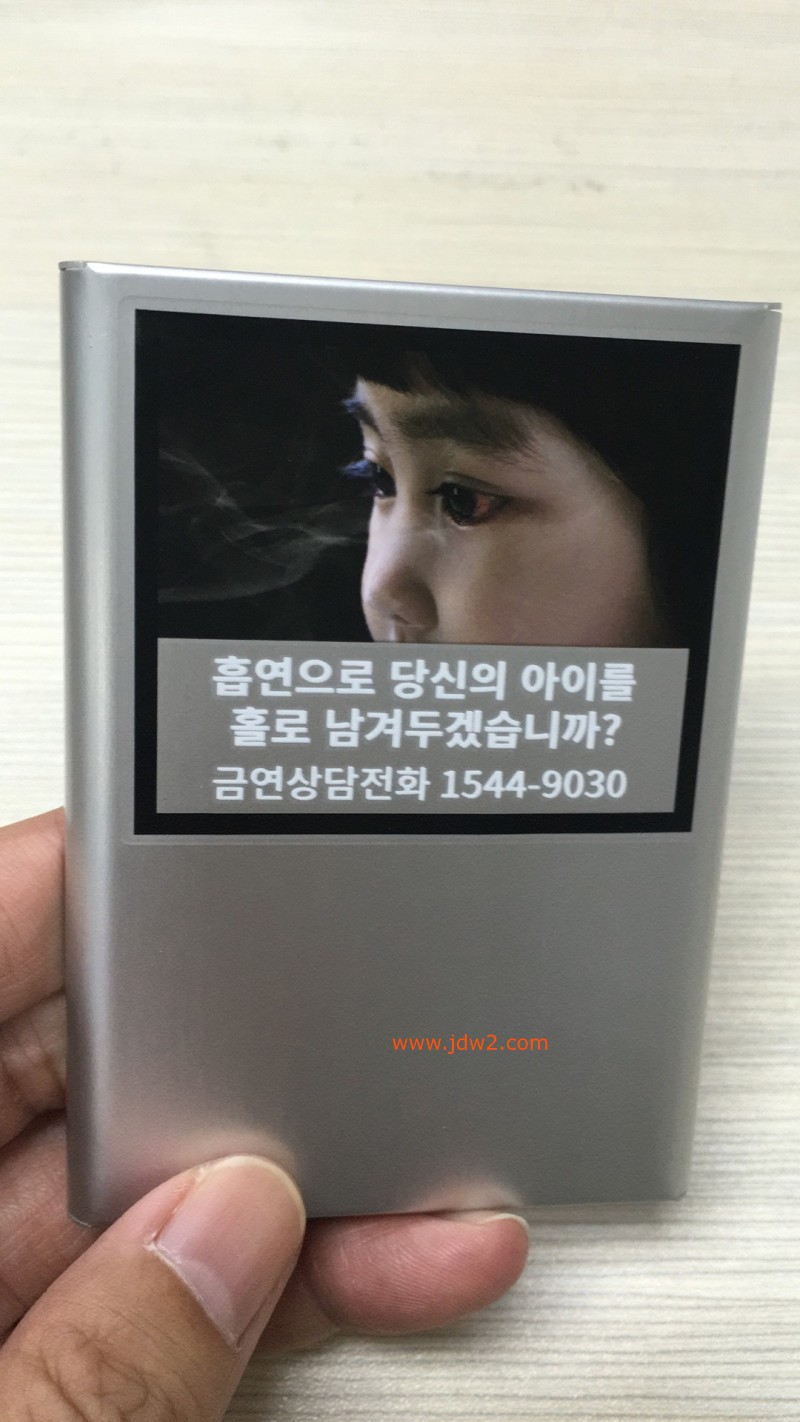 흡연으로 당신의 아이를
홀로 남겨두겠습니까?
금연상담전화 1544-9030
www.jdw2.com